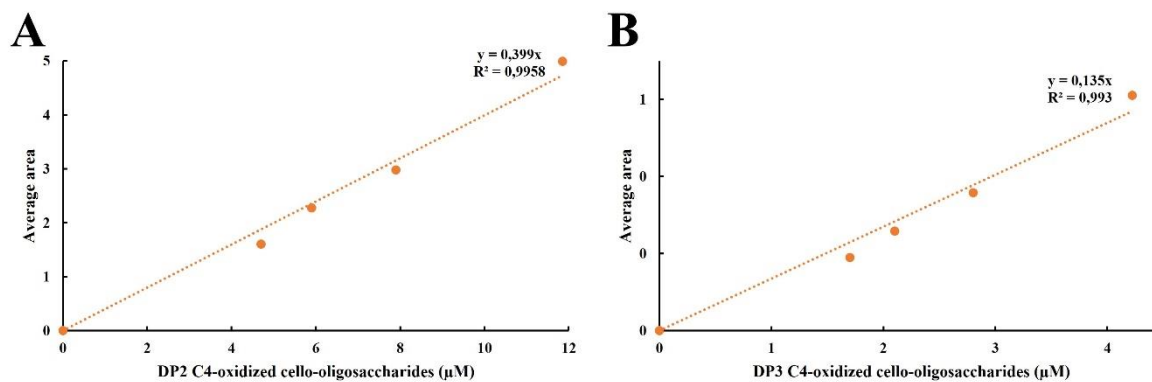 A
y = 0,399x
R² = 0,9958
5
4
3
2
1
0
Average area
0 2 4 6 8 10 12
DP2 C4-oxidized cello-oligosaccharides (µM)
B
y = 0,135x
R² = 0,993
1
0
0
0
Average area
0 1 2 3 4
DP3 C4-oxidized cello-oligosaccharides (µM)